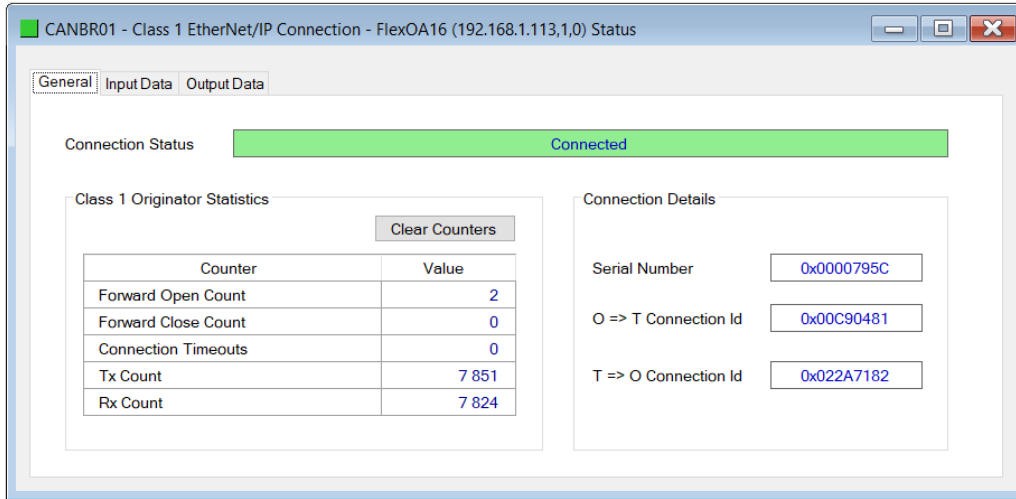 CANBR01 - Class 1 EtherNet/IP Connection - FlexOA16 (192.168.1.113,1,0) Status
General Input Data Output Data
Connection Status Connected
Class 1 Originator Statistics
Clear Counters
Counter Value
Forward Open Count 2
Forward Close Count 0
Connection Timeouts 0
Tx Count 7 851
Rx Count 7 824
Connection Details
Serial Number 0x0000795C
O => T Connection Id 0x00C90481
T => O Connection Id 0x022A7182